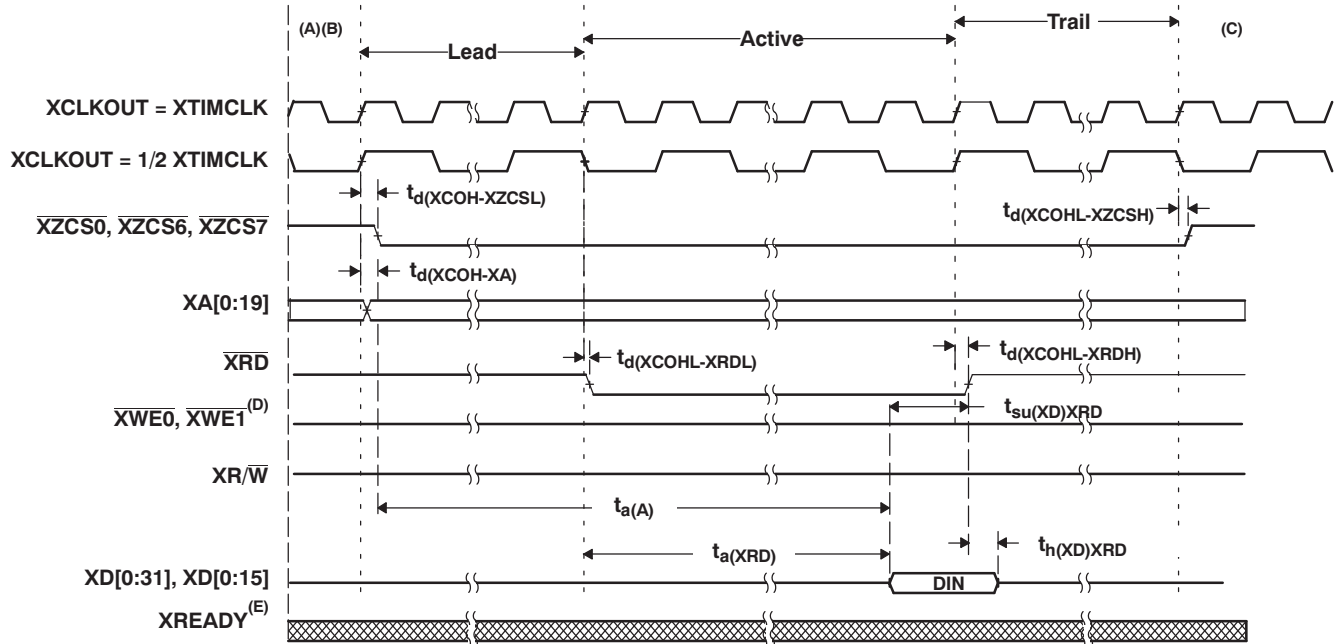 (A)(B)
Lead
Active
Trail
(C)
XCLKOUT = XTIMCLK
XCLKOUT = 1/2 XTIMCLK
td(XCOH-XZCSL)
td(XCOHL-XZCSH)
XZCS0, XZCS6, XZCS7
td(XCOH-XA)
XA[0:19]
XRD
td(XCOHL-XRDL)
td(XCOHL-XRDH)
XWE0, XWE1(D)
tsu(XD)XRD
XR/W
ta(A)
ta(XRD)
th(XD)XRD
XD[0:31], XD[0:15]
DIN
XREADY(E)